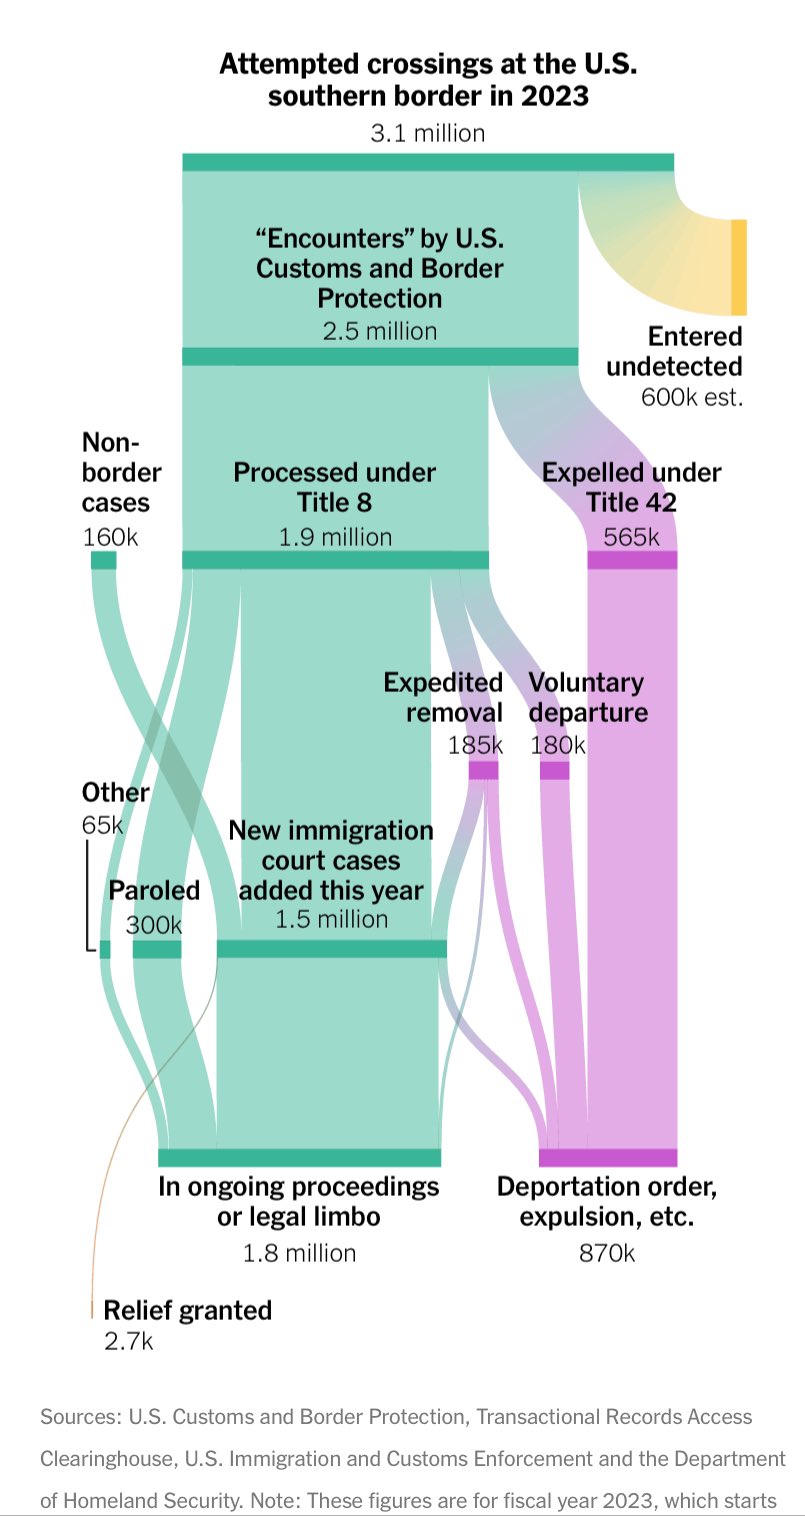 Attempted crossings at the U.S.
southern border in 2023
3.1 million
“Encounters” by U.S.
Customs and Border
Protection
2.5 million
Entered
undetected
600k est.
Non-
border
cases
160k
Processed under
Title 8
1.9 million
Expelled under
Title 42
565k
Expedited
removal
185k
Voluntary
departure
180k
Other
65k
Paroled
300k
New immigration
court cases
added this year
1.5 million
In ongoing proceedings
or legal limbo
1.8 million
Deportation order,
expulsion, etc.
870k
Relief granted
2.7k
Sources: U.S. Customs and Border Protection, Transactional Records Access
Clearinghouse, U.S. Immigration and Customs Enforcement and the Department
of Homeland Security. Note: These figures are for fiscal year 2023, which starts